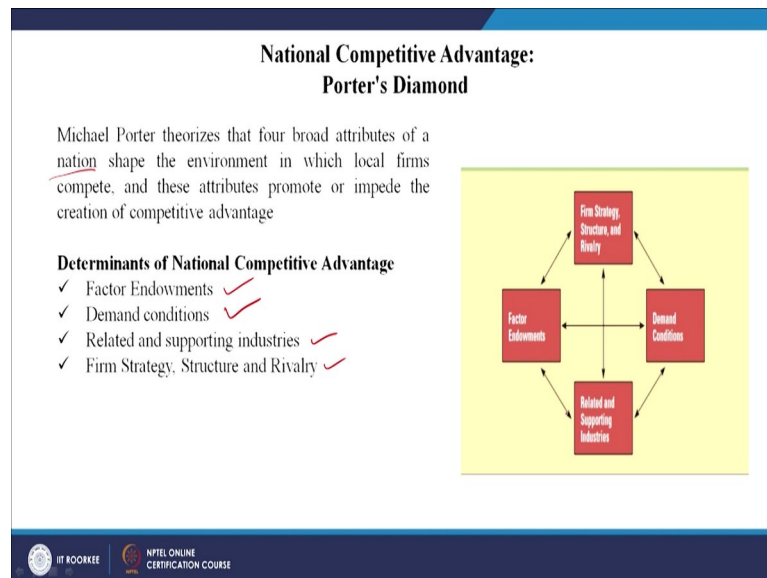 National Competitive Advantage:
Porter's Diamond
Michael Porter theorizes that four broad attributes of a
nation shape the environment in which local firms
compete, and these attributes promote or impede the
creation of competitive advantage
Determinants of National Competitive Advantage
✓ Factor Endowments
✓ Demand conditions
✓ Related and supporting industries
✓ Firm Strategy, Structure and Rivalry
Firm Strategy,
Structure, and
Rivalry
Factor
Endowments
Demand
Conditions
Related and
Supporting
Industries
IIT ROORKEE
NPTEL ONLINE
CERTIFICATION COURSE